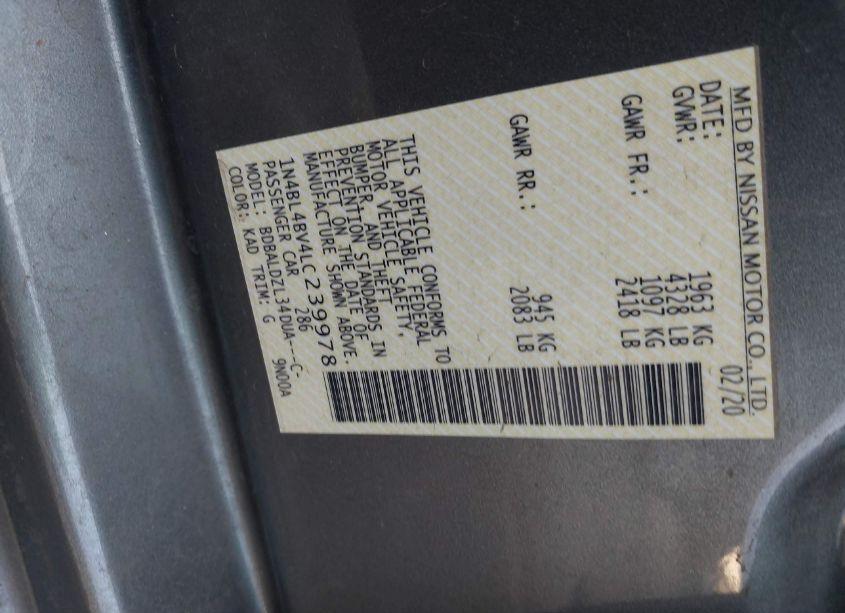 MFD BY NISSAN MOTOR CO., LTD.
DATE: 02/20
GVWR: 1963 KG
4328 LB
GAWR FR.: 1097 KG
2418 LB
GAWR RR.: 945 KG
2083 LB
THIS VEHICLE CONFORMS TO
ALL APPLICABLE FEDERAL
MOTOR VEHICLE SAFETY,
BUMPER, AND THEFT
PREVENTION STANDARDS IN
EFFECT ON THE DATE OF
MANUFACTURE SHOWN ABOVE.
1N4BL4BV4LC239978
PASSENGER CAR 286
MODEL: BDBALDZL34DUA--C-
COLOR: KAD TRIM: G 9N00A